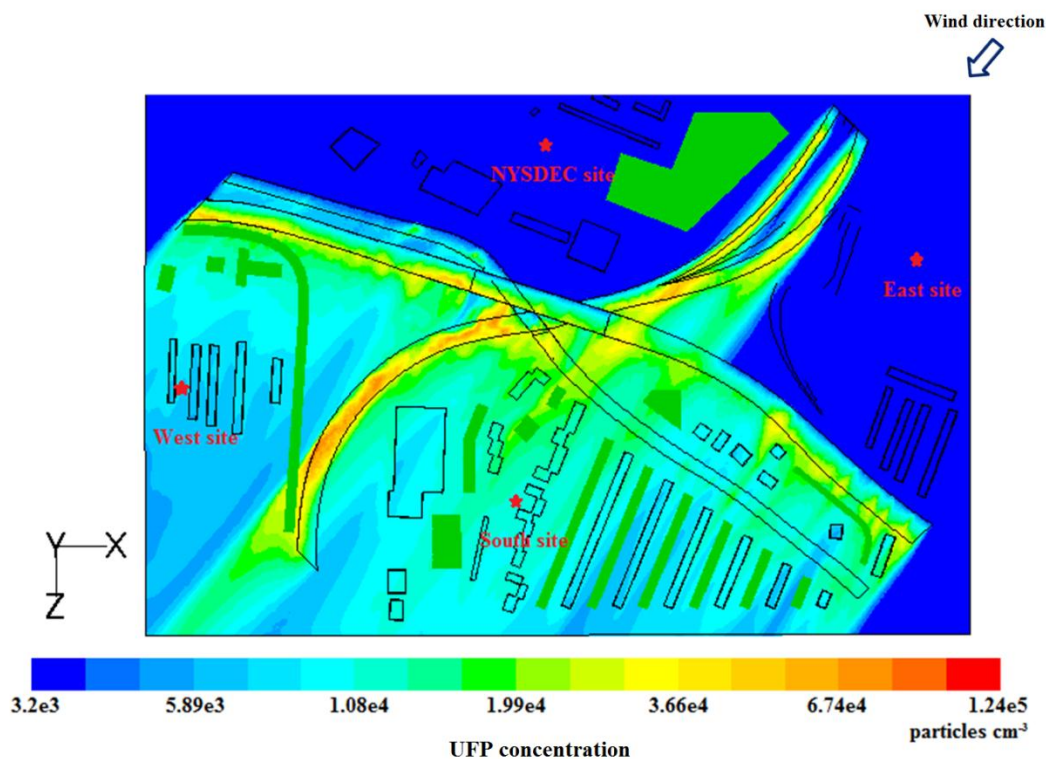 Wind direction
NYSDEC site
East site
West site
South site
Y X
Z
3.2e3 5.89e3 1.08e4 1.99e4 3.66e4 6.74e4 1.24e5
particles cm⁻³
UFP concentration